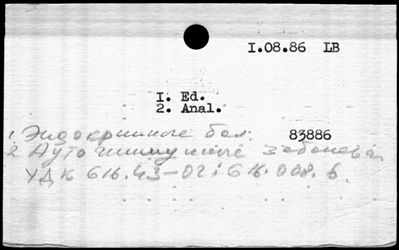 I.08.86 LB
I. Ed.
2. Anal.
1 Эндокринные бол. 83886
2 Аутоиммунные заболева.
УДК 616.43-02:616.008.6.